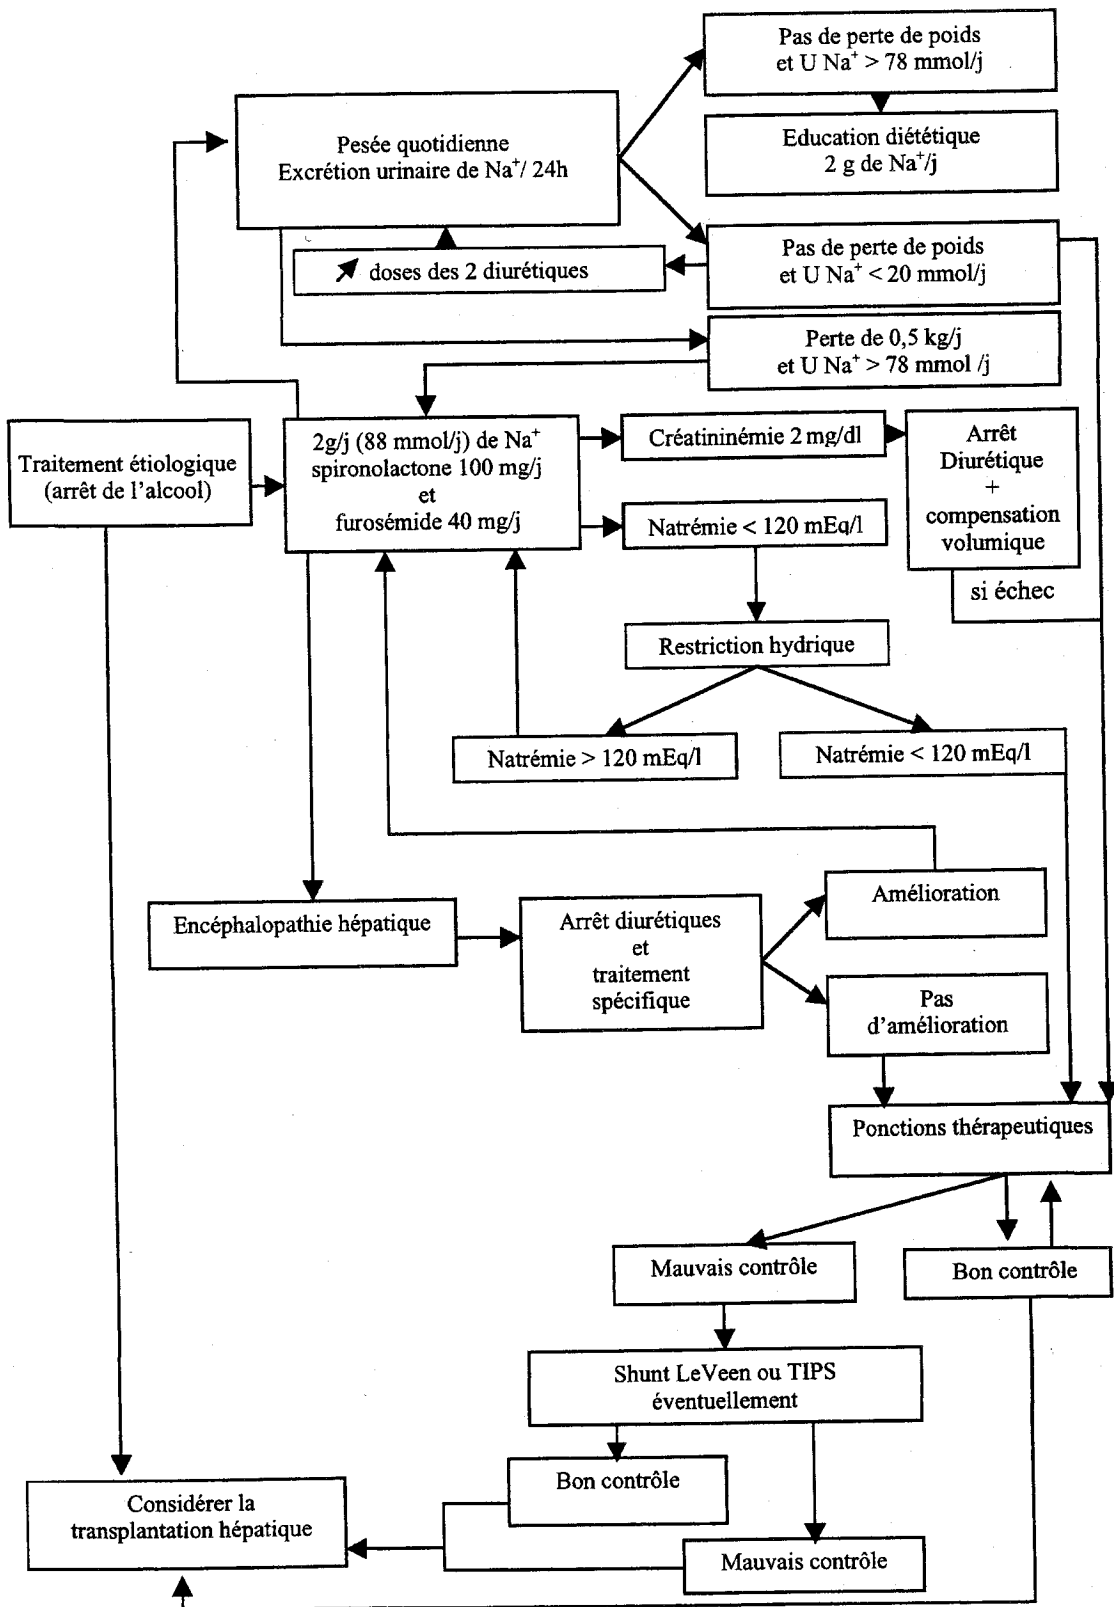 Pas de perte de poids
et U Na⁺ > 78 mmol/j
Pesée quotidienne
Excrétion urinaire de Na⁺/ 24h
Education diététique
2 g de Na⁺/j
doses des 2 diurétiques
Pas de perte de poids
et U Na⁺ < 20 mmol/j
Perte de 0,5 kg/j
et U Na⁺ > 78 mmol /j
Traitement étiologique
(arrêt de l’alcool)
2g/j (88 mmol/j) de Na⁺
spironolactone 100 mg/j
et
furosémide 40 mg/j
Créatininémie 2 mg/dl
Arrêt
Diurétique
+
compensation
volumique
Natrémie < 120 mEq/l
si échec
Restriction hydrique
Natrémie > 120 mEq/l
Natrémie < 120 mEq/l
Encéphalopathie hépatique
Arrêt diurétiques
et
traitement
spécifique
Amélioration
Pas
d’amélioration
Ponctions thérapeutiques
Mauvais contrôle
Bon contrôle
Shunt LeVeen ou TIPS
éventuellement
Bon contrôle
Considérer la
transplantation hépatique
Mauvais contrôle